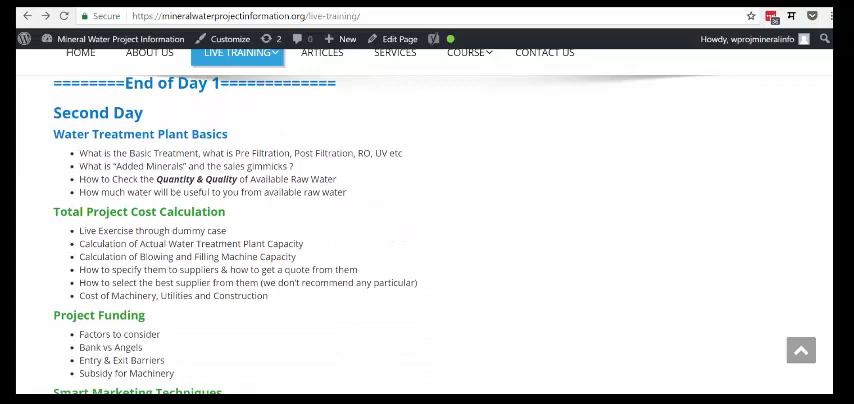 Secure https://mineralwaterprojectinformation.org/live-training/
36
म
Mineral Water Project Information Customize 2 0 New Edit Page Howdy, wprojmineralinfo
HOME ABOUT US LIVE TRAINING ARTICLES SERVICES COURSE CONTACT US
========End of Day 1=============
Second Day
Water Treatment Plant Basics
• What is the Basic Treatment, what is Pre Filtration, Post Filtration, RO, UV etc
• What is "Added Minerals" and the sales gimmicks ?
• How to Check the Quantity & Quality of Available Raw Water
• How much water will be useful to you from available raw water
Total Project Cost Calculation
• Live Exercise through dummy case
• Calculation of Actual Water Treatment Plant Capacity
• Calculation of Blowing and Filling Machine Capacity
• How to specify them to suppliers & how to get a quote from them
• How to select the best supplier from them (we don't recommend any particular)
• Cost of Machinery, Utilities and Construction
Project Funding
• Factors to consider
• Bank vs Angels
• Entry & Exit Barriers
• Subsidy for Machinery
Smart Marketing Techniques